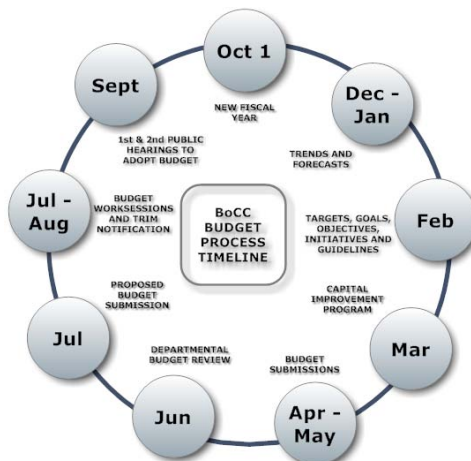 Oct 1
NEW FISCAL
YEAR
Dec -
Jan
TRENDS AND
FORECASTS
Feb
TARGETS, GOALS,
OBJECTIVES,
INITIATIVES AND
GUIDELINES
Mar
CAPITAL
IMPROVEMENT
PROGRAM
Apr -
May
BUDGET
SUBMISSIONS
Jun
DEPARTMENTAL
BUDGET REVIEW
Jul
PROPOSED
BUDGET
SUBMISSION
Jul -
Aug
BUDGET
WORKSESSIONS
AND TRIM
NOTIFICATION
Sept
1st & 2nd PUBLIC
HEARINGS TO
ADOPT BUDGET
BoCC
BUDGET
PROCESS
TIMELINE